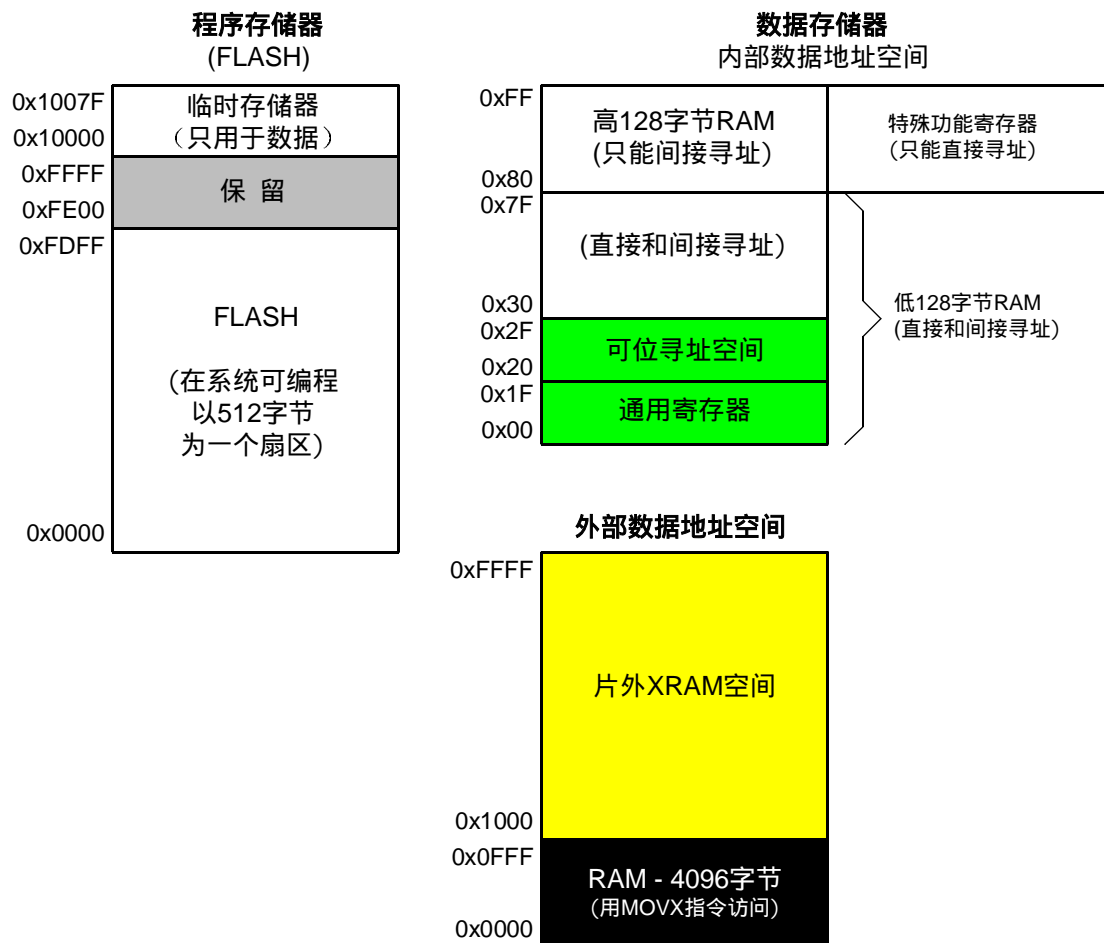 程序存储器
(FLASH)
0x1007F
0x10000
临时存储器
（只用于数据）
0xFFFF
0xFE00
保 留
0xFDFF
FLASH
(在系统可编程
以512字节
为一个扇区)
0x0000
数据存储器
内部数据地址空间
0xFF
高128字节RAM
(只能间接寻址)
特殊功能寄存器
(只能直接寻址)
0x80
0x7F
(直接和间接寻址)
0x30
低128字节RAM
(直接和间接寻址)
0x2F
可位寻址空间
0x20
0x1F
通用寄存器
0x00
外部数据地址空间
0xFFFF
片外XRAM空间
0x1000
0x0FFF
RAM - 4096字节
(用MOVX指令访问)
0x0000